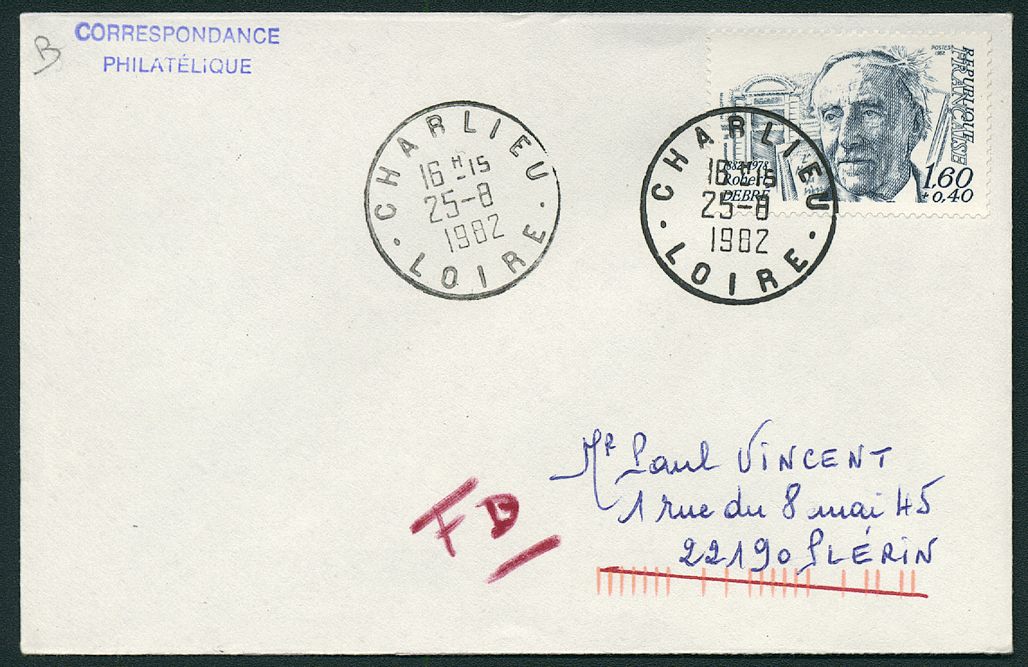 B
CORRESPONDANCE
PHILATÉLIQUE
CHARLIEU
16 H 15
25-8
1982
LOIRE
CHARLIEU
16 H 15
25-8
1982
LOIRE
POSTES
1982
REPUBLIQUE
FRANÇAISE
1882-1978
Robert
DEBRÉ
1,60
+0,40
Mr Paul VINCENT
1 rue du 8 mai 45
22190 PLÉRIN